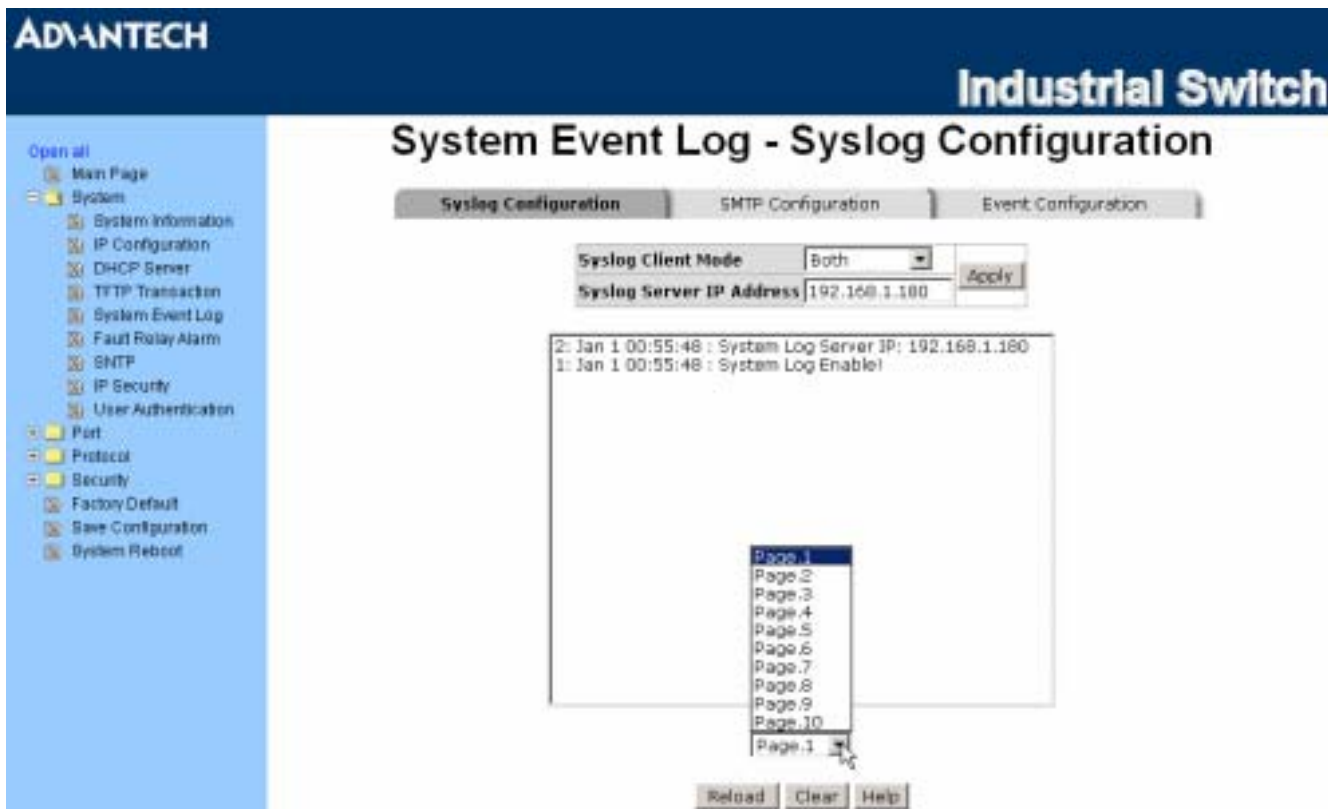 ADVANTECH
Industrial Switch
System Event Log - Syslog Configuration
Open all
Main Page
System
System Information
IP Configuration
DHCP Server
TFTP Transaction
System Event Log
Fault Relay Alarm
SNTP
IP Security
User Authentication
Port
Protocol
Security
Factory Default
Save Configuration
System Reboot
Syslog Configuration
SMTP Configuration
Event Configuration
Syslog Client Mode Both
Syslog Server IP Address 192.168.1.180
Apply
2: Jan 1 00:55:48 : System Log Server IP: 192.168.1.180
1: Jan 1 00:55:48 : System Log Enable!
Page.1
Page.2
Page.3
Page.4
Page.5
Page.6
Page.7
Page.8
Page.9
Page.10
Page.1
Reload Clear Help